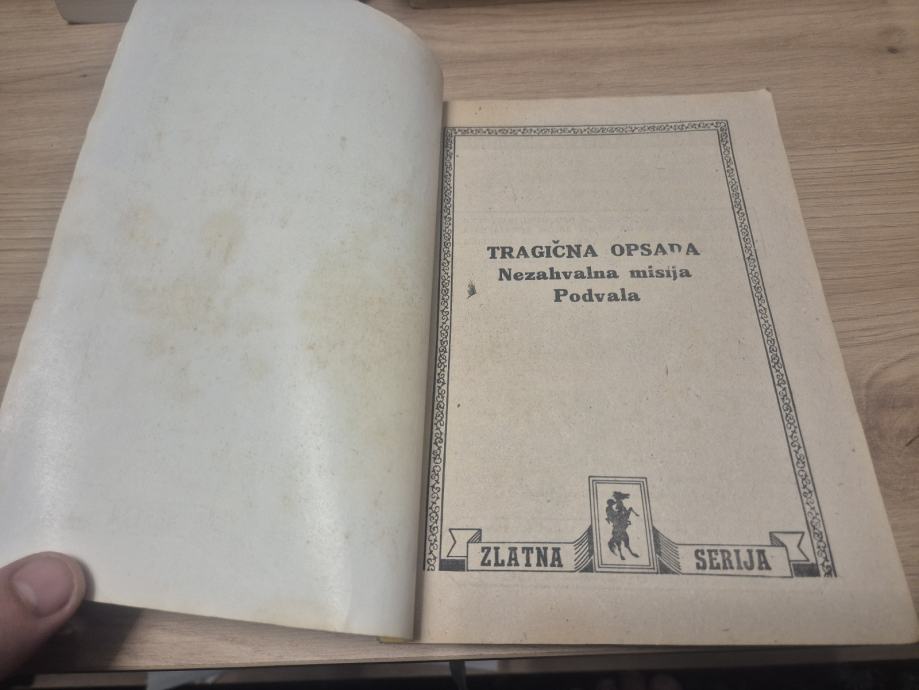 TRAGIČNA OPSADA
Nezahvalna misija
Podvala
ZLATNA SERIJA